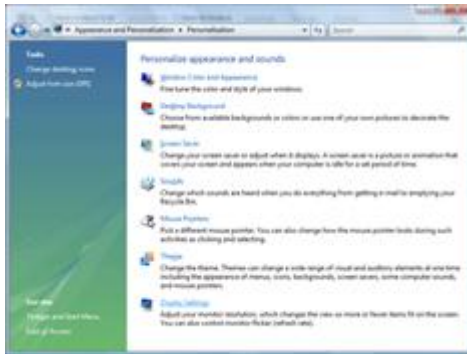 Appearance and Personalization ▸ Personalization
Tasks
Change desktop icons
Adjust font size (DPI)
Personalize appearance and sounds
Window Color and Appearance
Fine tune the color and style of your windows.
Desktop Background
Choose from available backgrounds or colors or use one of your own pictures to decorate the
desktop.
Screen Saver
Change your screen saver or adjust when it displays. A screen saver is a picture or animation that
covers your screen and appears when your computer is idle for a set period of time.
Sounds
Change which sounds are heard when you do everything from getting e-mail to emptying your
Recycle Bin.
Mouse Pointers
Pick a different mouse pointer. You can also change how the mouse pointer looks during such
activities as clicking and selecting.
Theme
Change the theme. Themes can change a wide range of visual and auditory elements at one time
including the appearance of menus, icons, backgrounds, screen savers, some computer sounds,
and mouse pointers.
Display Settings
Adjust your monitor resolution, which changes the view so more or fewer items fit on the screen.
You can also control monitor flicker (refresh rate).
See also
Taskbar and Start Menu
Ease of Access